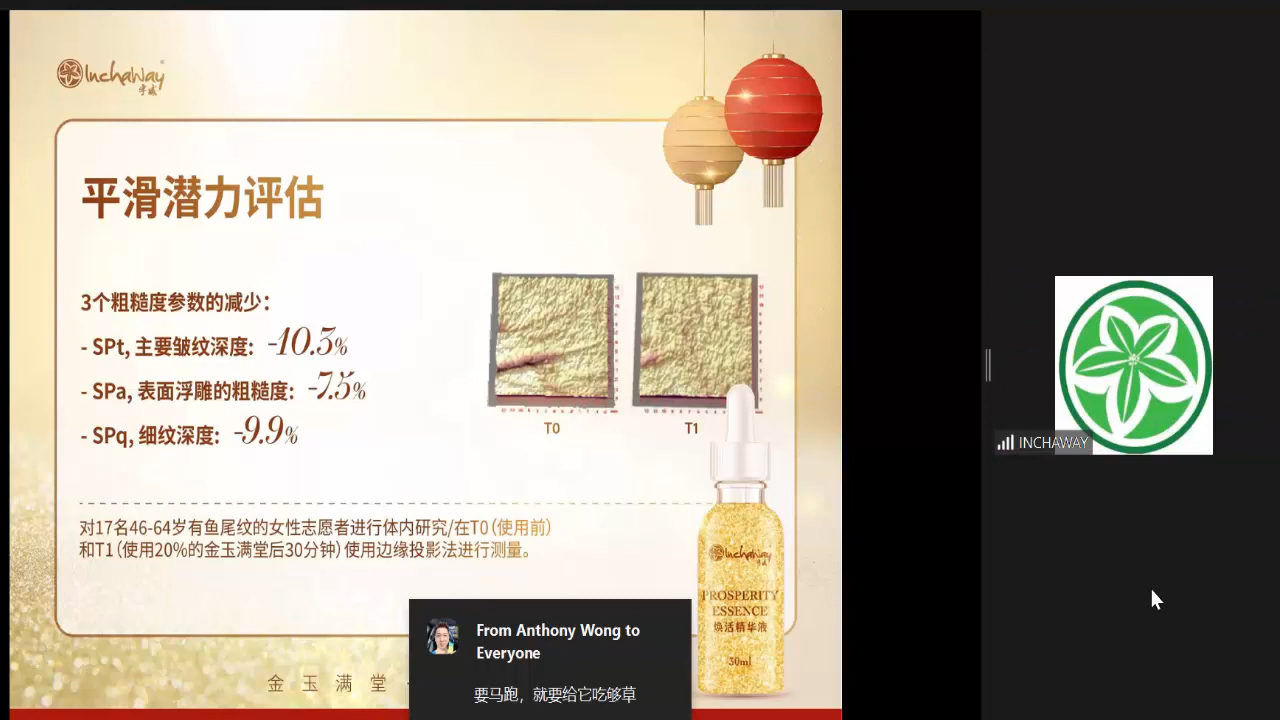 Inchaway
宇威
平滑潜力评估
3个粗糙度参数的减少：
- SPt, 主要皱纹深度: -10.3%
- SPa, 表面浮雕的粗糙度: -7.5%
- SPq, 细纹深度: -9.9%
T0 T1
对17名46-64岁有鱼尾纹的女性志愿者进行体内研究/在T0（使用前）
和T1（使用20%的金玉满堂后30分钟）使用边缘投影法进行测量。
Inchaway
宇威
PROSPERITY
ESSENCE
焕活精华液
30ml
金 玉 满 堂
From Anthony Wong to
Everyone
要马跑，就要给它吃够草
INCHAWAY